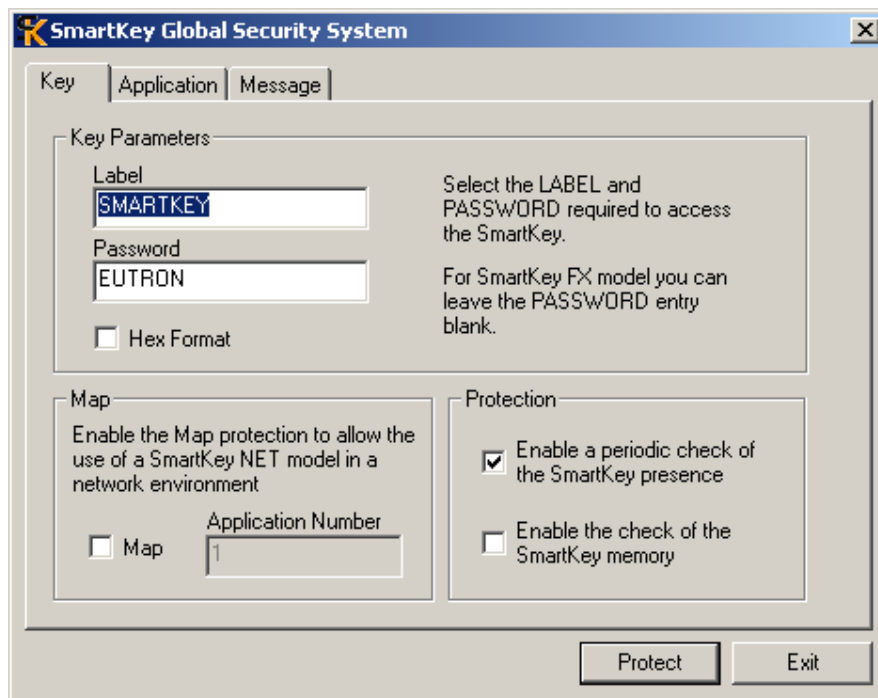 SmartKey Global Security System
Key
Application
Message
Key Parameters
Label
SMARTKEY
Password
EUTRON
Hex Format
Select the LABEL and
PASSWORD required to access
the SmartKey.
For SmartKey FX model you can
leave the PASSWORD entry
blank.
Map
Enable the Map protection to allow the
use of a SmartKey NET model in a
network environment
Map
Application Number
1
Protection
Enable a periodic check of
the SmartKey presence
Enable the check of the
SmartKey memory
Protect
Exit